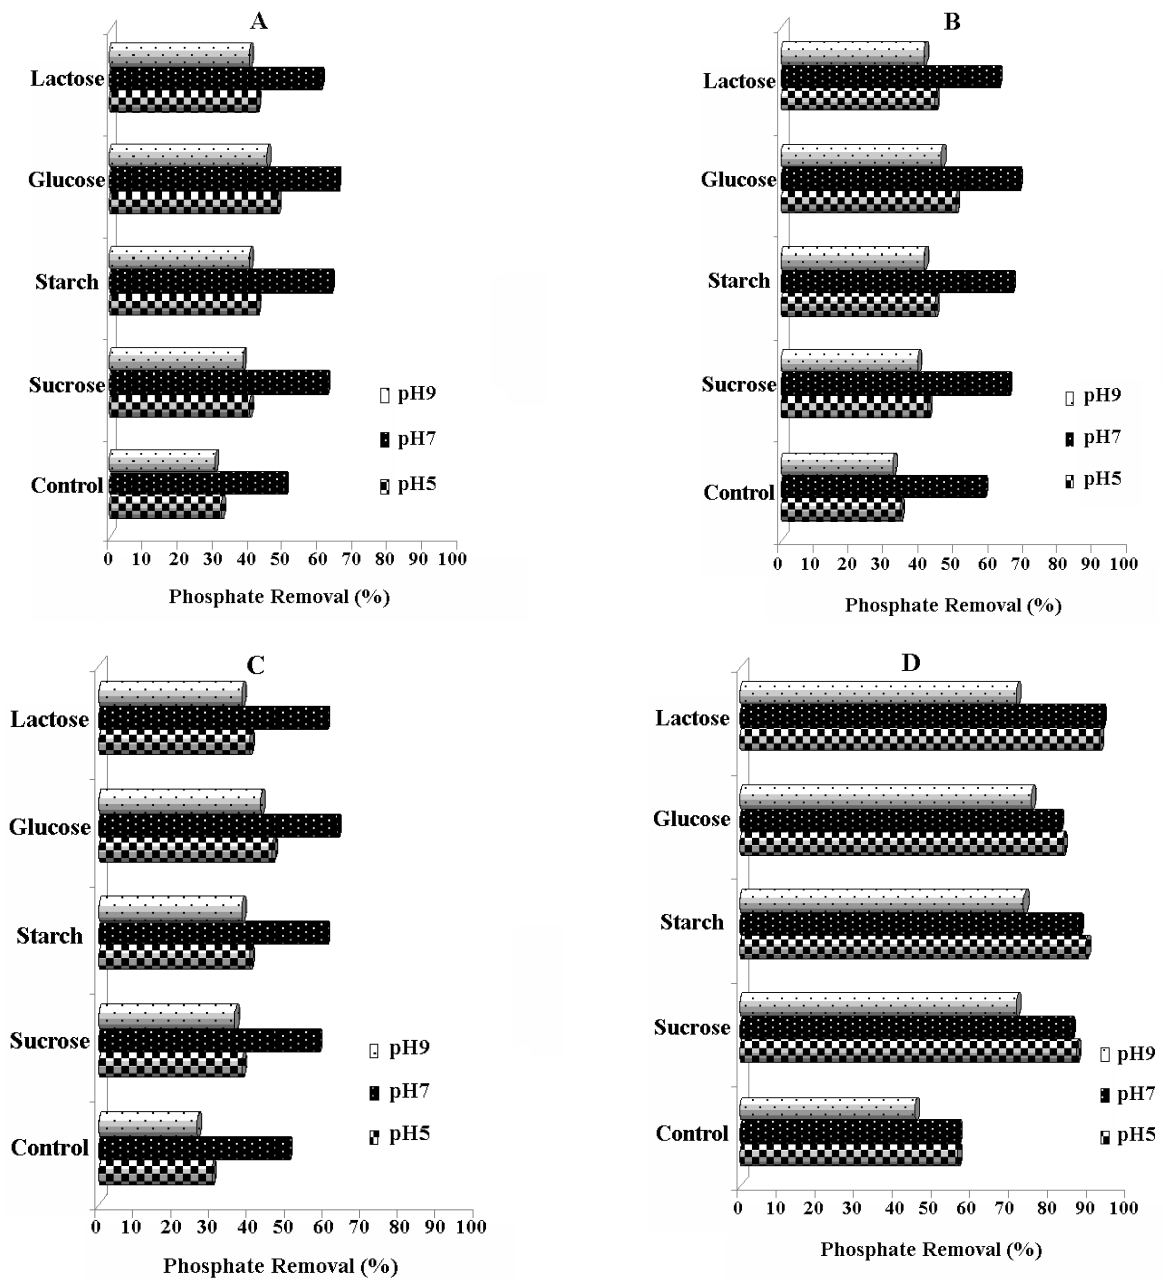 A
Lactose
Glucose
Starch
Sucrose
Control
pH9
pH7
pH5
0 10 20 30 40 50 60 70 80 90 100
Phosphate Removal (%)
B
Lactose
Glucose
Starch
Sucrose
Control
pH9
pH7
pH5
0 10 20 30 40 50 60 70 80 90 100
Phosphate Removal (%)
C
Lactose
Glucose
Starch
Sucrose
Control
pH9
pH7
pH5
0 10 20 30 40 50 60 70 80 90 100
Phosphate Removal (%)
D
Lactose
Glucose
Starch
Sucrose
Control
pH9
pH7
pH5
0 10 20 30 40 50 60 70 80 90 100
Phosphate Removal (%)